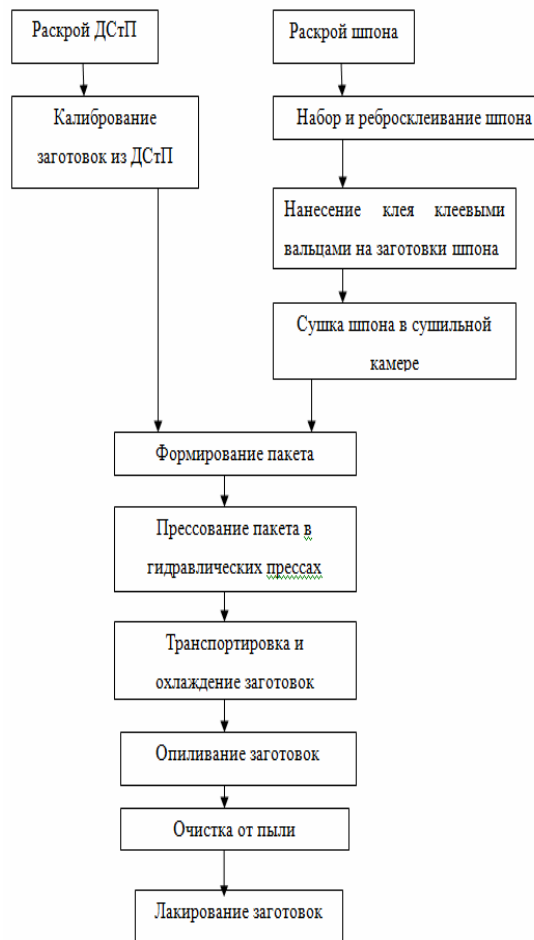 Раскрой ДСтП
Раскрой шпона
Калибрование
заготовок из ДСтП
Набор и ребросклеивание шпона
Нанесение клея клеевыми
вальцами на заготовки шпона
Сушка шпона в сушильной
камере
Формирование пакета
Прессование пакета в
гидравлических прессах
Транспортировка и
охлаждение заготовок
Опиливание заготовок
Очистка от пыли
Лакирование заготовок